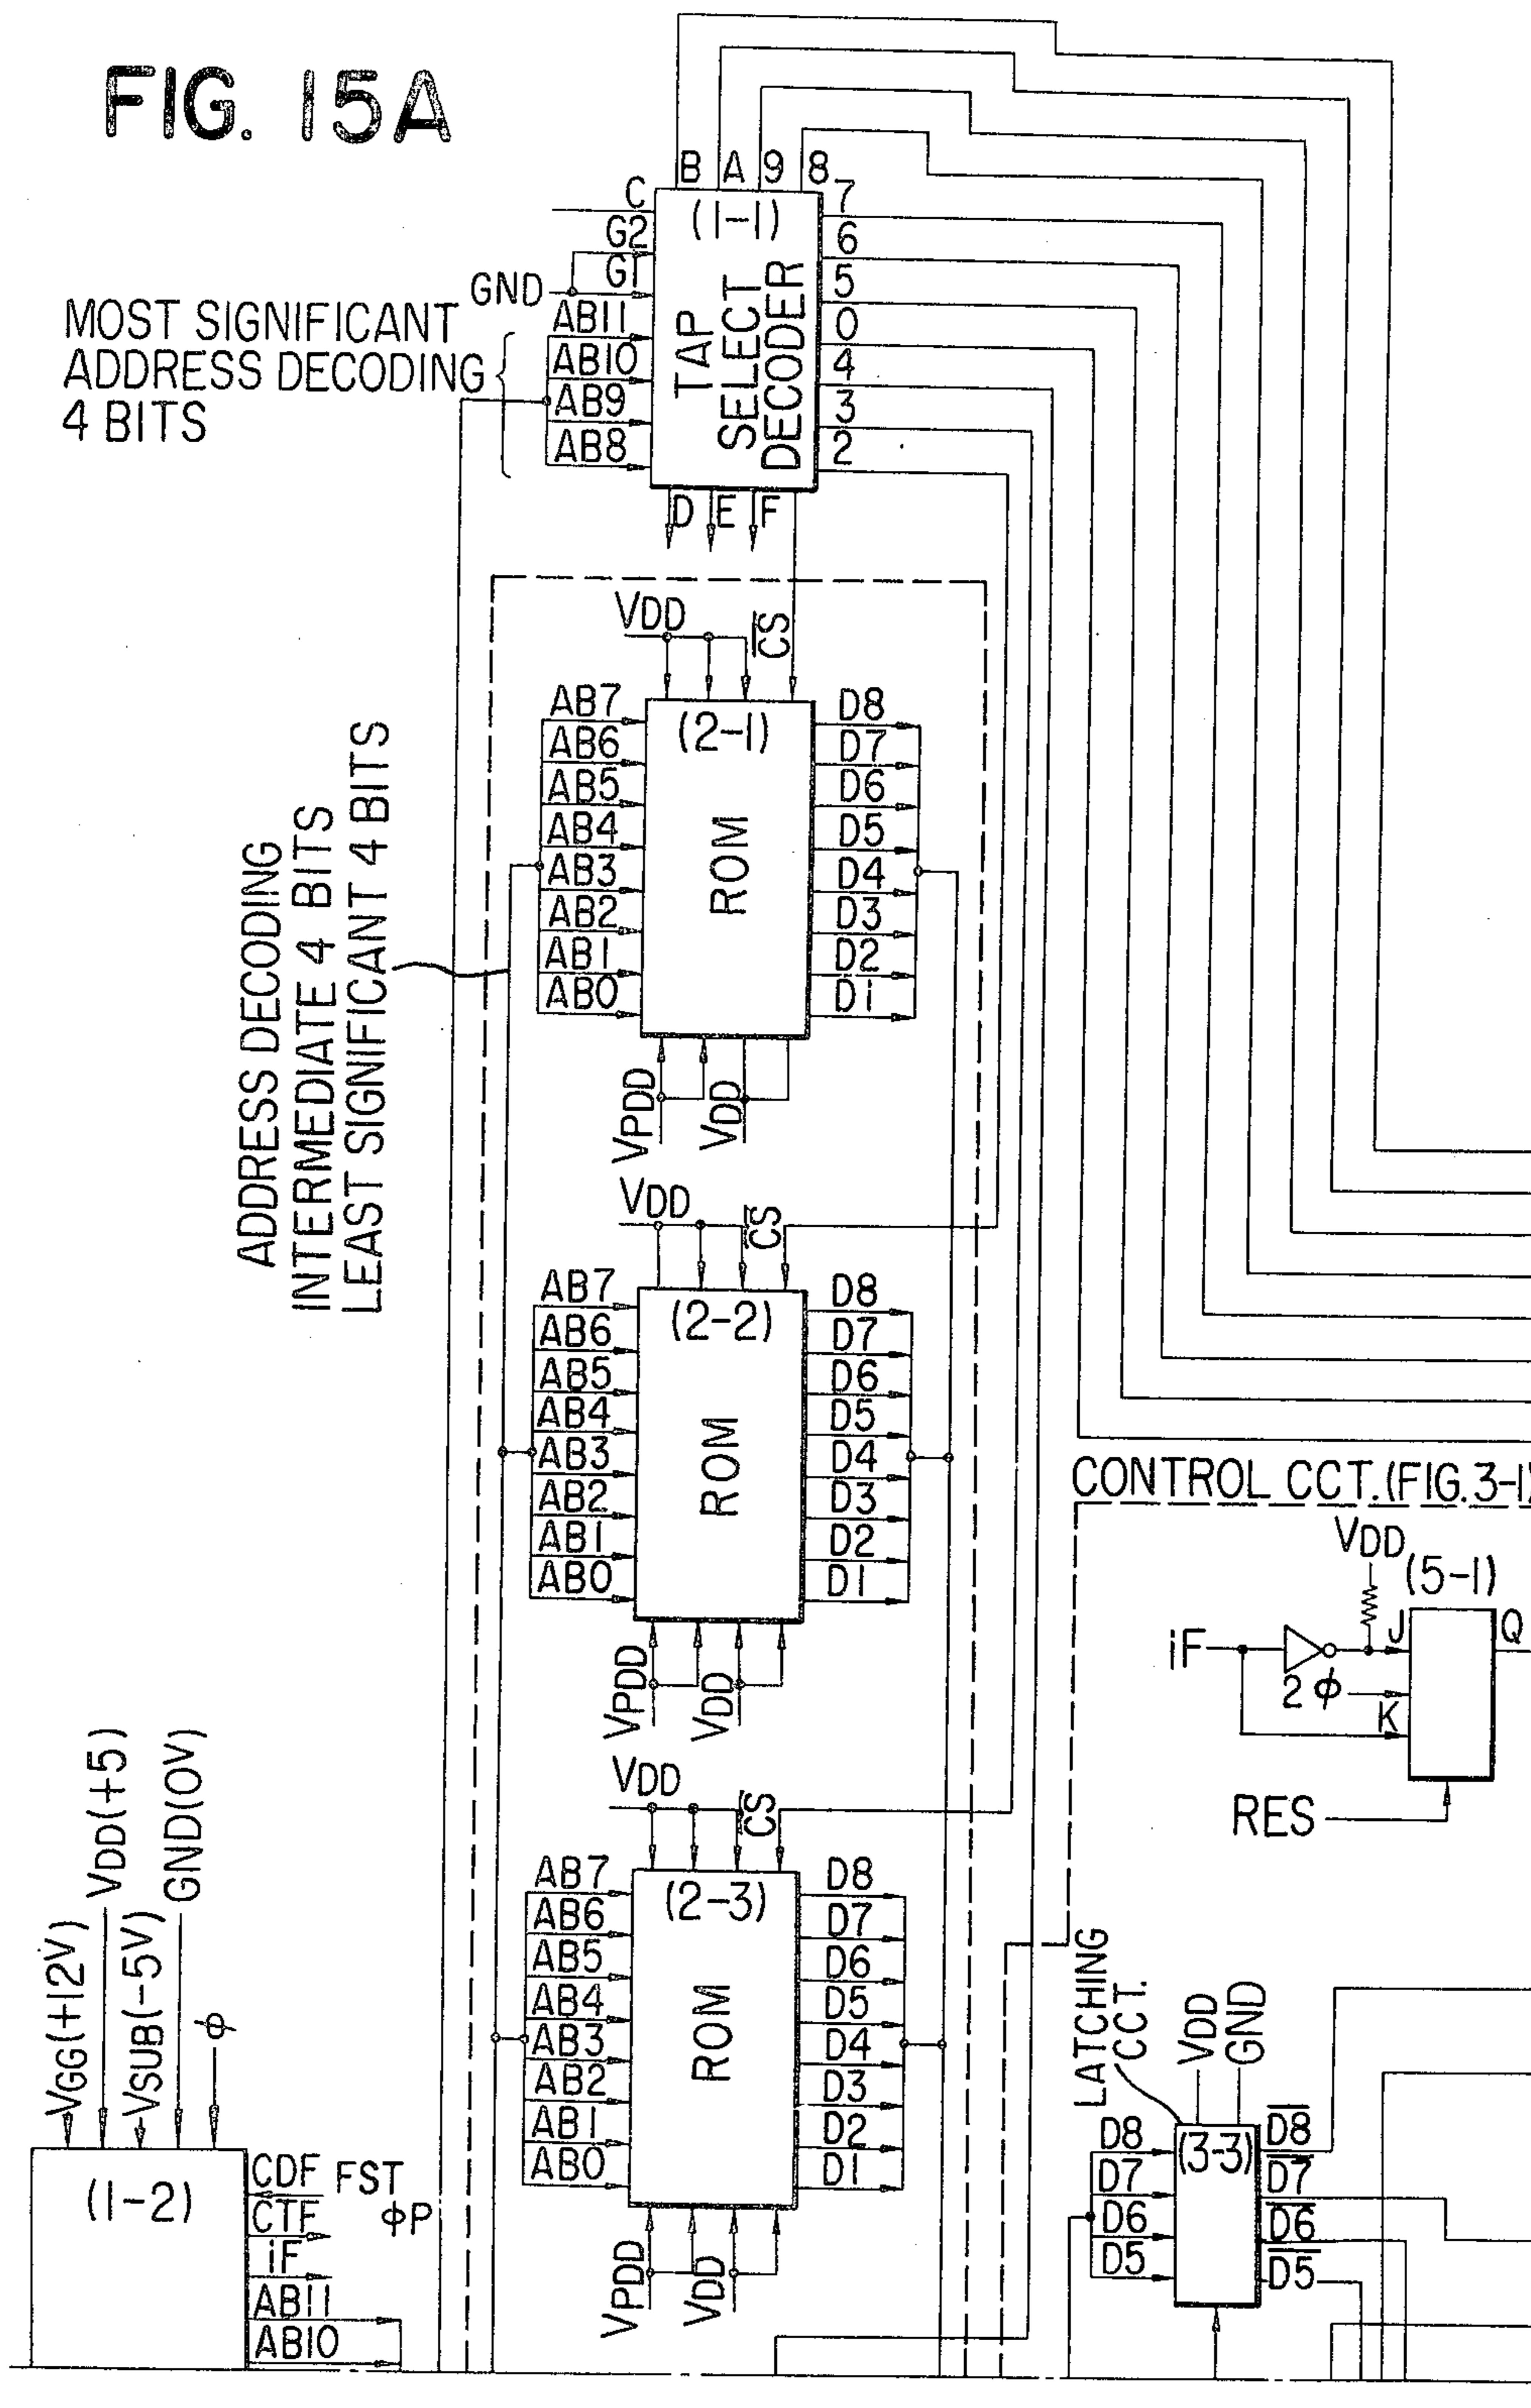 FIG. 15A
B A 9 8
C
G2
G1
GND
AB11
AB10
AB9
AB8
MOST SIGNIFICANT
ADDRESS DECODING
4 BITS
(1-1)
TAP
SELECT
DECODER
7
6
5
0
4
3
2
D E F
VDD
CS
AB7
AB6
AB5
AB4
AB3
AB2
AB1
AB0
(2-1)
ROM
D8
D7
D6
D5
D4
D3
D2
D1
VPDD
VDD
ADDRESS DECODING
INTERMEDIATE 4 BITS
LEAST SIGNIFICANT 4 BITS
VDD
CS
AB7
AB6
AB5
AB4
AB3
AB2
AB1
AB0
(2-2)
ROM
D8
D7
D6
D5
D4
D3
D2
D1
VPDD
VDD
CONTROL CCT. (FIG. 3-1)
VDD
(5-1)
iF
J
Q
2 φ
K
RES
VDD
CS
AB7
AB6
AB5
AB4
AB3
AB2
AB1
AB0
(2-3)
ROM
D8
D7
D6
D5
D4
D3
D2
D1
VPDD
VDD
VGG(+12V)
VDD(+5)
VSUB(-5V)
GND(0V)
φ
(1-2)
CDF FST
CTF φP
iF
AB11
AB10
LATCHING
CCT.
VDD
GND
(3-3)
D8
D7
D6
D5
D8
D7
D6
D5